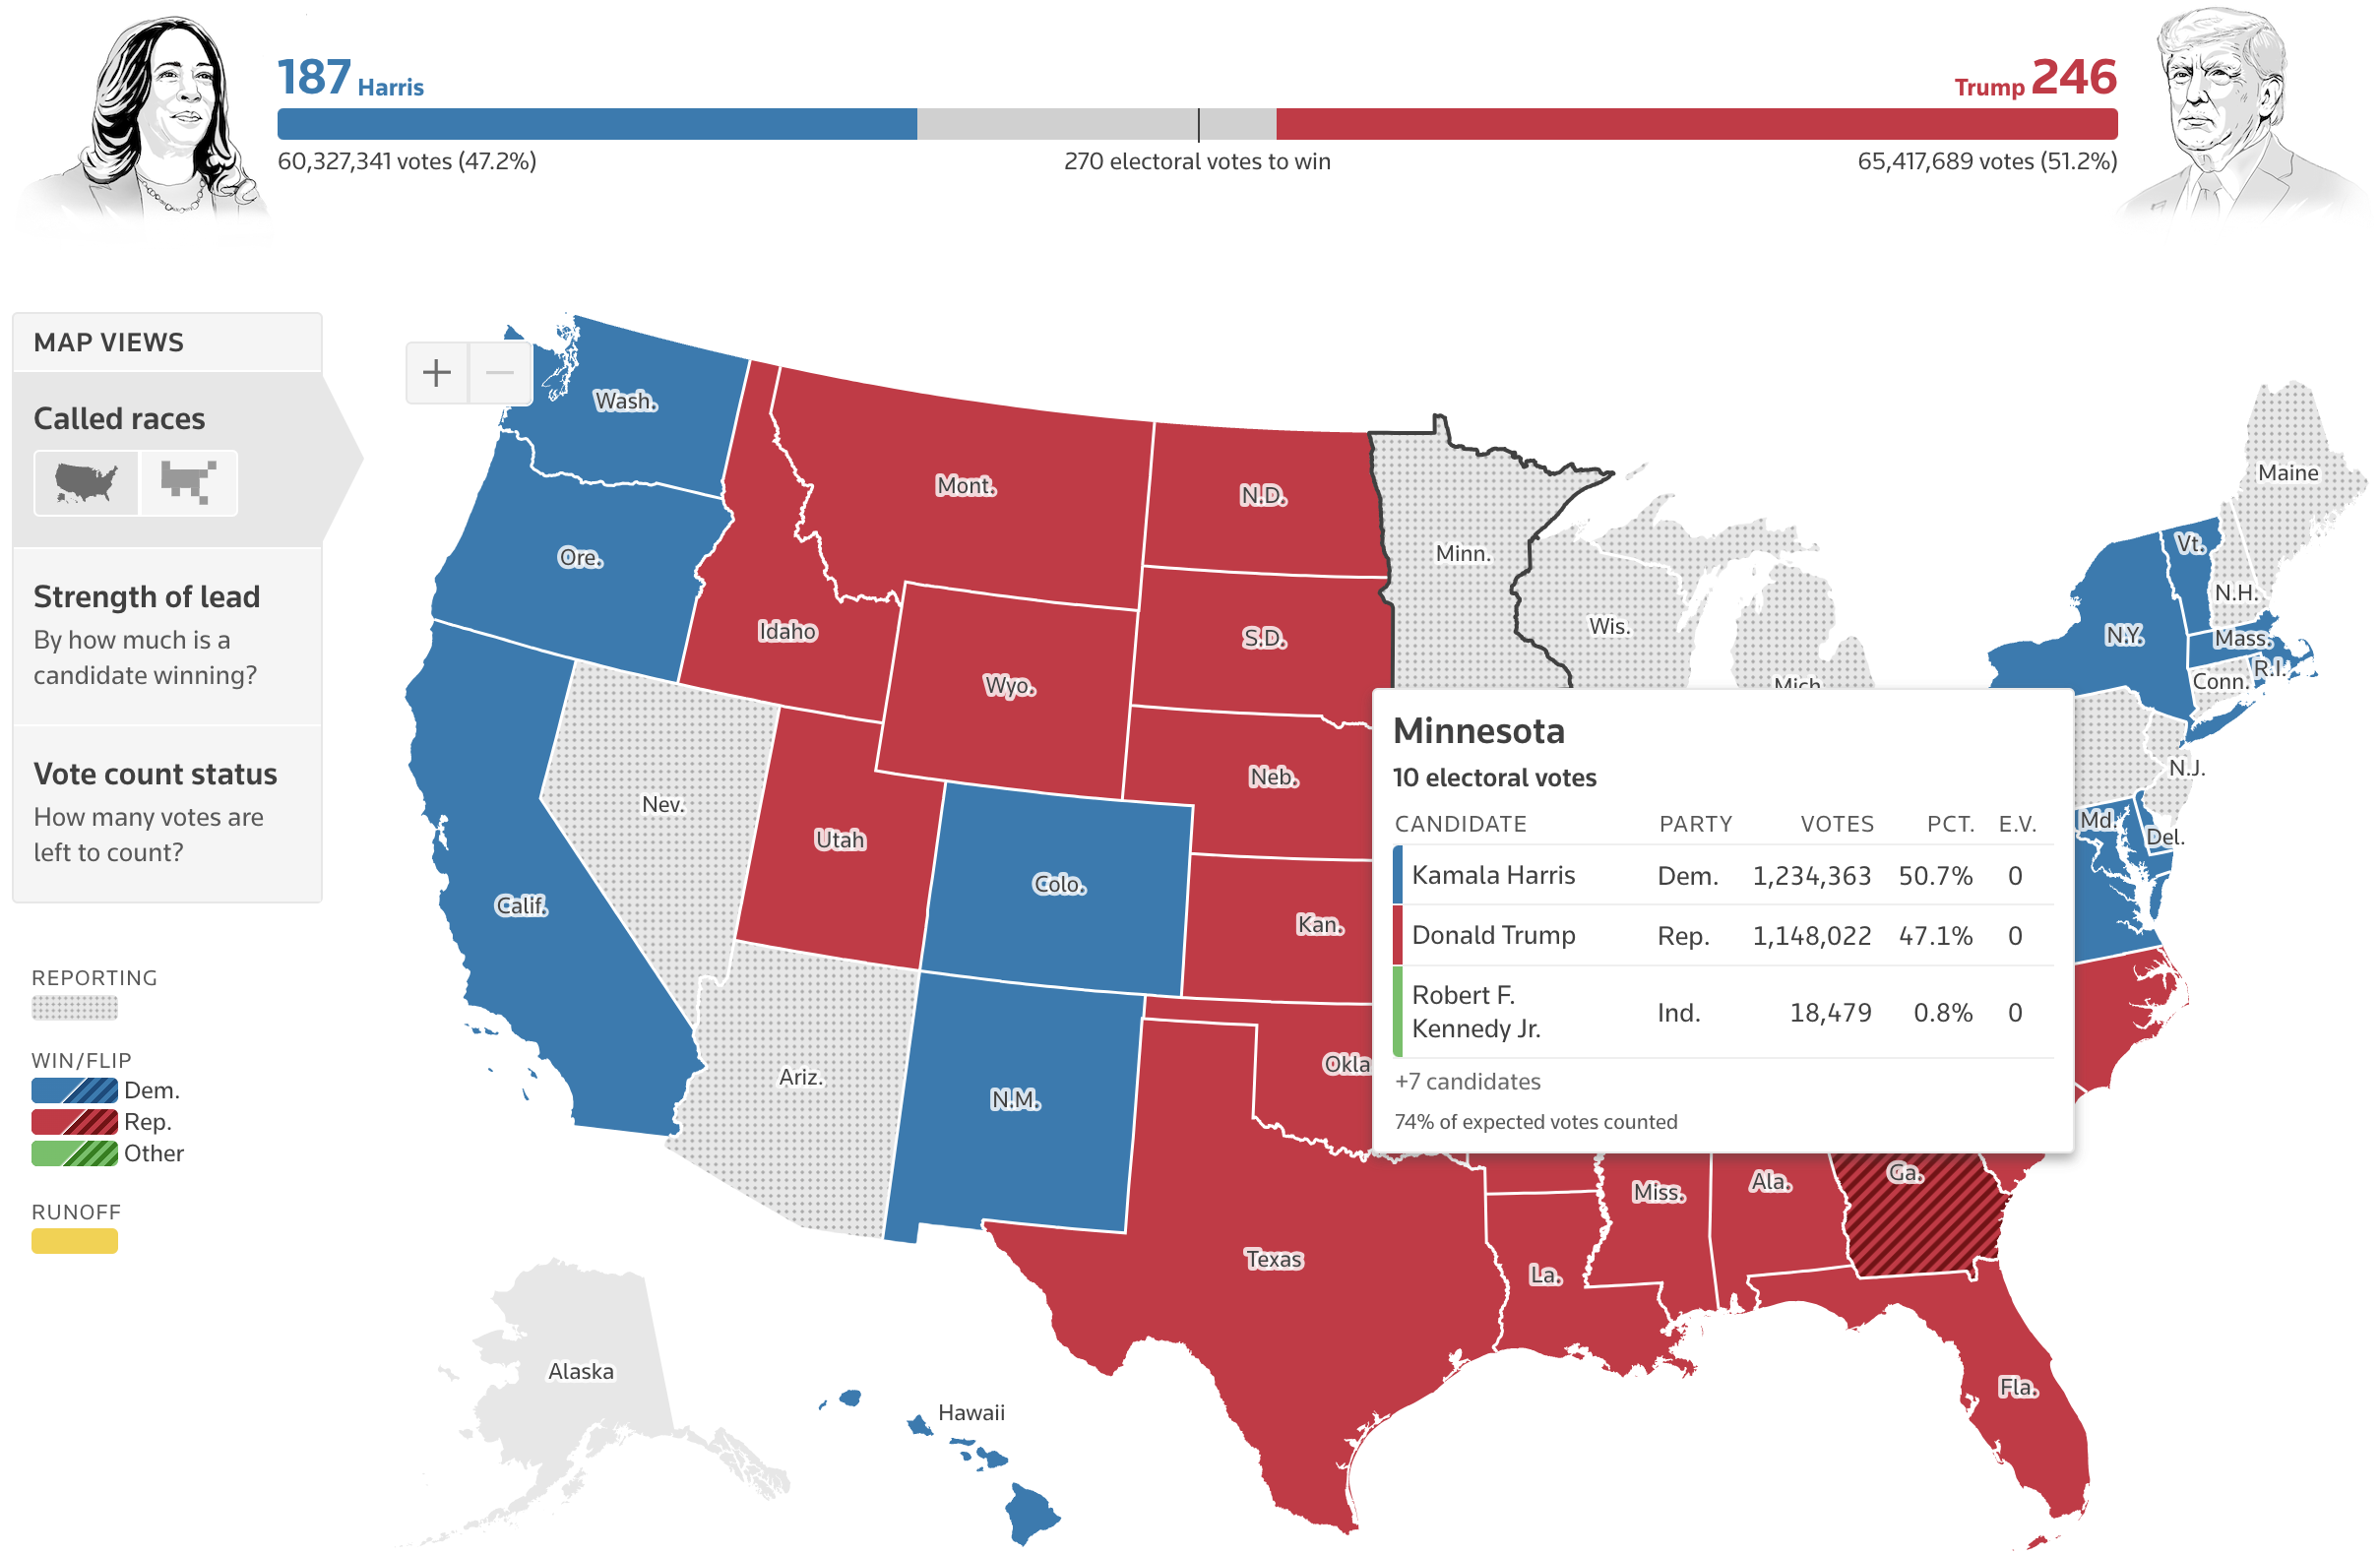 187 Harris
Trump 246
60,327,341 votes (47.2%)
270 electoral votes to win
65,417,689 votes (51.2%)
MAP VIEWS
Called races
Strength of lead
By how much is a
candidate winning?
Vote count status
How many votes are
left to count?
REPORTING
WIN/FLIP
Dem.
Rep.
Other
RUNOFF
+
−
Wash.
Mont.
N.D.
Minn.
Maine
Ore.
Vt.
N.H.
Idaho
S.D.
Wis.
N.Y.
Mass.
R.I.
Conn.
Wyo.
Mich
Nev.
Utah
Neb.
N.J.
Md.
Del.
Calif.
Colo.
Kan.
Ariz.
N.M.
Okla
Texas
La.
Miss.
Ala.
Ga.
Fla.
Alaska
Hawaii
Minnesota
10 electoral votes
CANDIDATE PARTY VOTES PCT. E.V.
Kamala Harris Dem. 1,234,363 50.7% 0
Donald Trump Rep. 1,148,022 47.1% 0
Robert F.
Kennedy Jr. Ind. 18,479 0.8% 0
+7 candidates
74% of expected votes counted